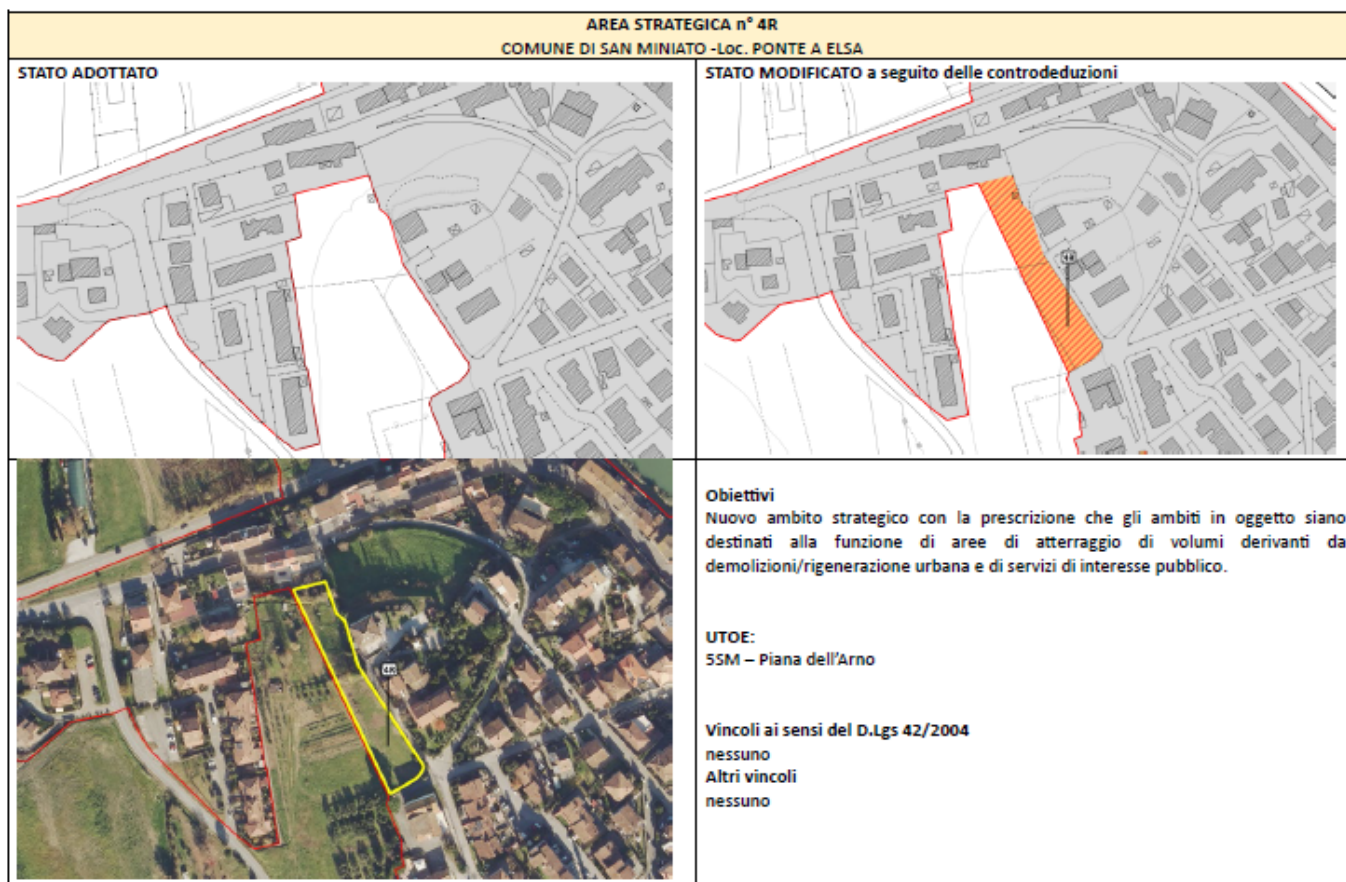 AREA STRATEGICA n° 4R
COMUNE DI SAN MINIATO -Loc. PONTE A ELSA
STATO ADOTTATO
STATO MODIFICATO a seguito delle controdeduzioni
4R
4R
Obiettivi
Nuovo ambito strategico con la prescrizione che gli ambiti in oggetto siano
destinati alla funzione di aree di atterraggio di volumi derivanti da
demolizioni/rigenerazione urbana e di servizi di interesse pubblico.
UTOE:
5SM – Piana dell'Arno
Vincoli ai sensi del D.Lgs 42/2004
nessuno
Altri vincoli
nessuno